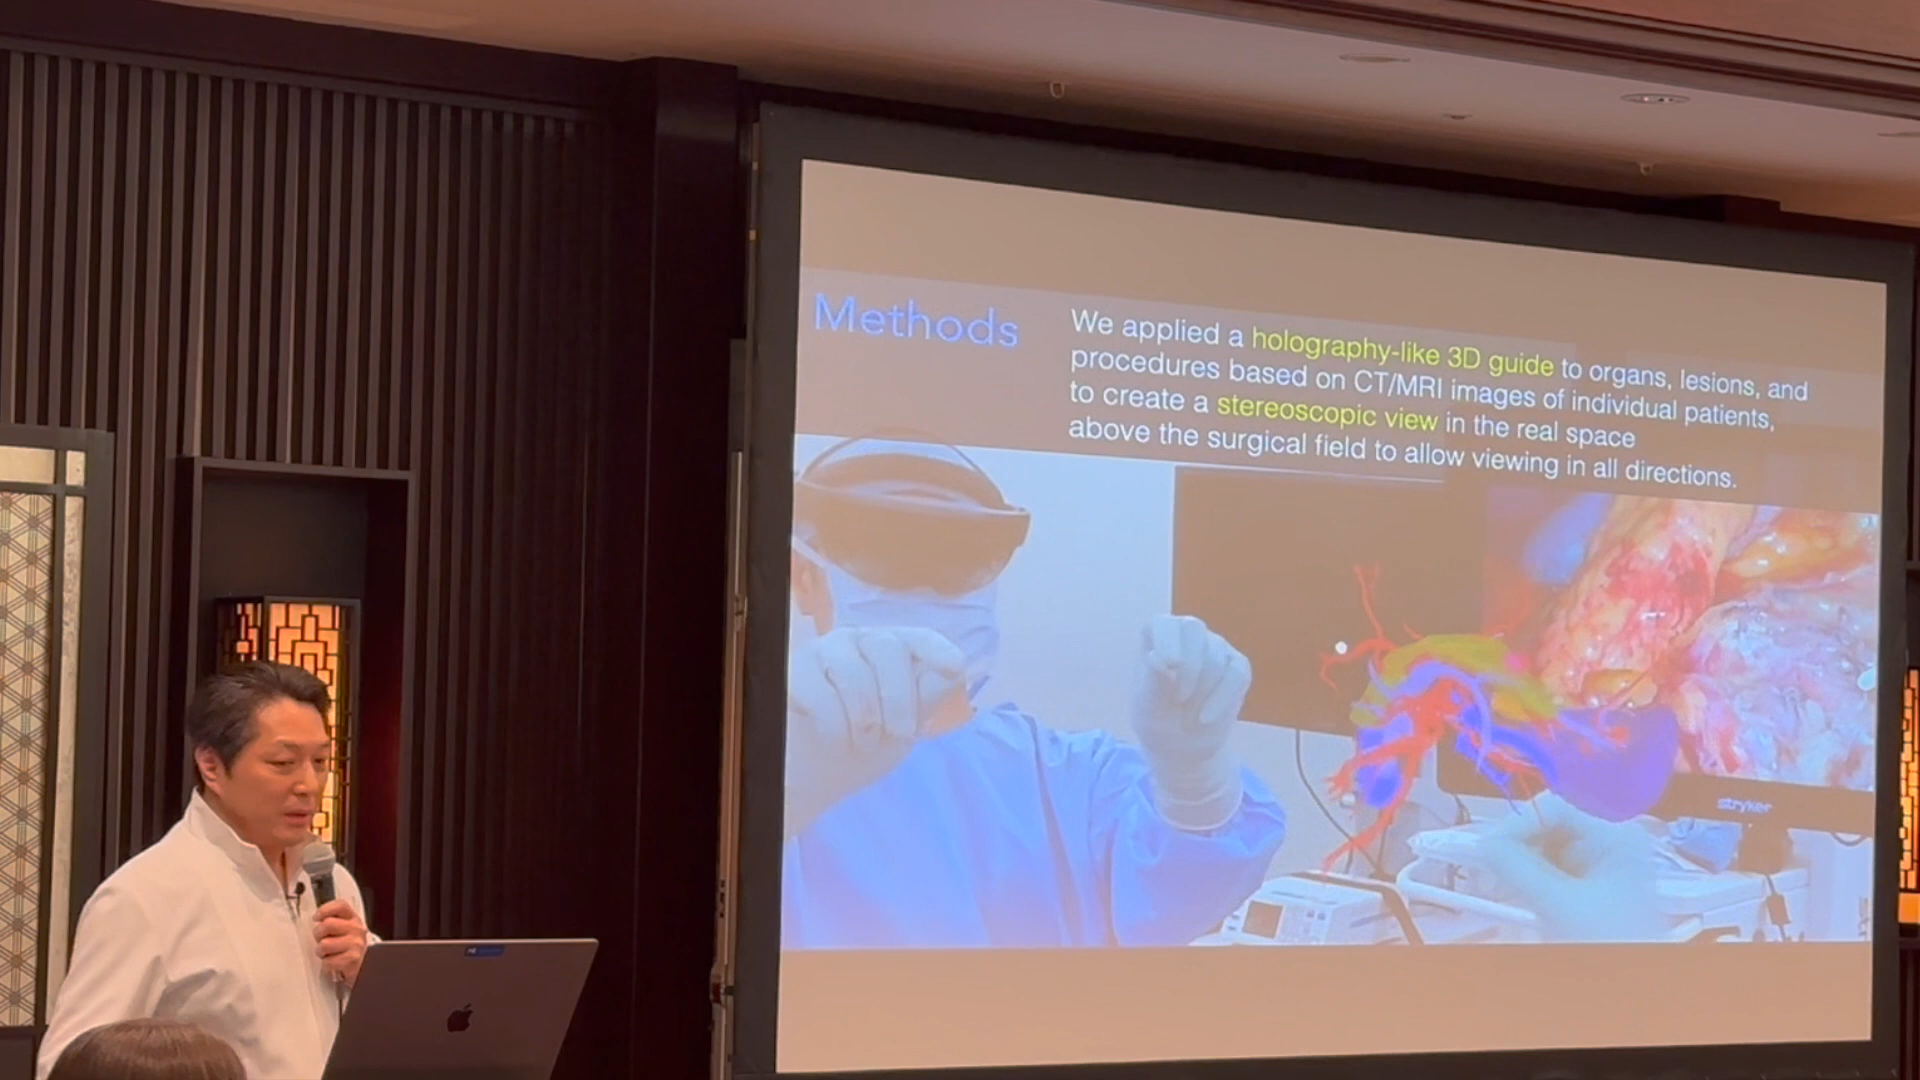 Methods
We applied a holography-like 3D guide to organs, lesions, and
procedures based on CT/MRI images of individual patients,
to create a stereoscopic view in the real space
above the surgical field to allow viewing in all directions.
stryker